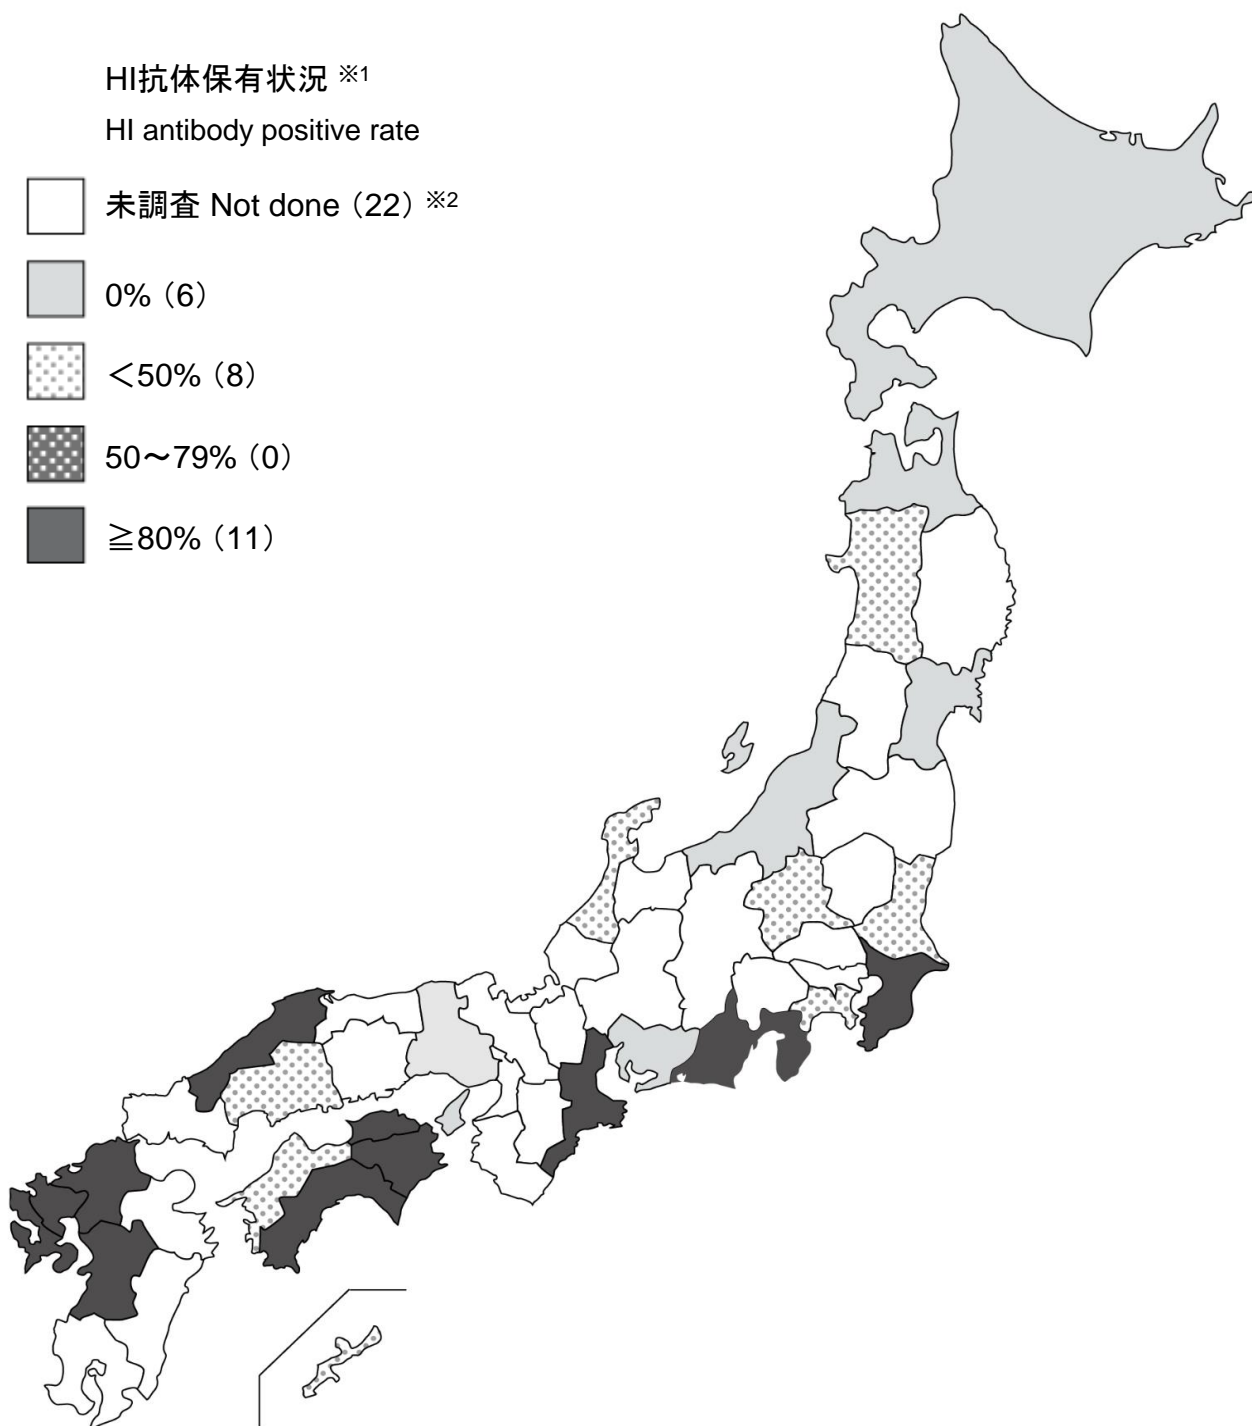 HI抗体保有状況 ※1
HI antibody positive rate
未調査 Not done（22）※2
0%（6）
＜50%（8）
50～79%（0）
≧80%（11）